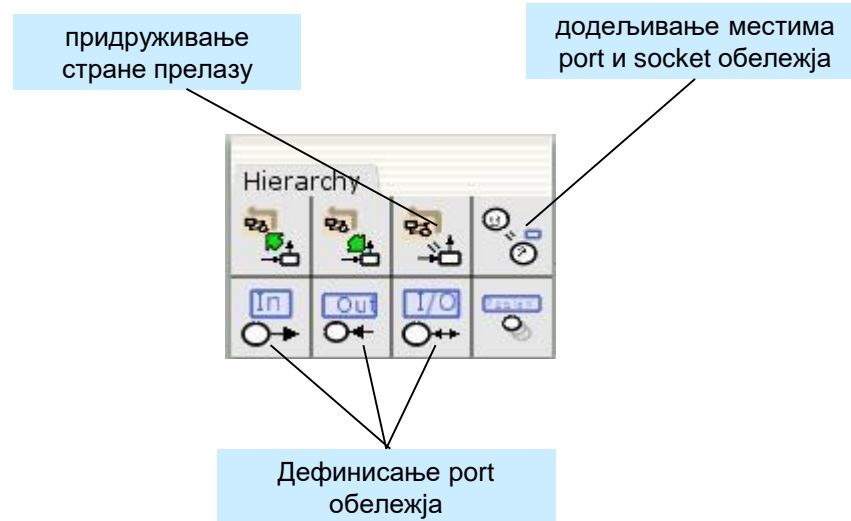 придруживање
стране прелазу
додељивање местима
port и socket обележја
Hierarchy
In
Out
I/O
Дефинисање port
обележја